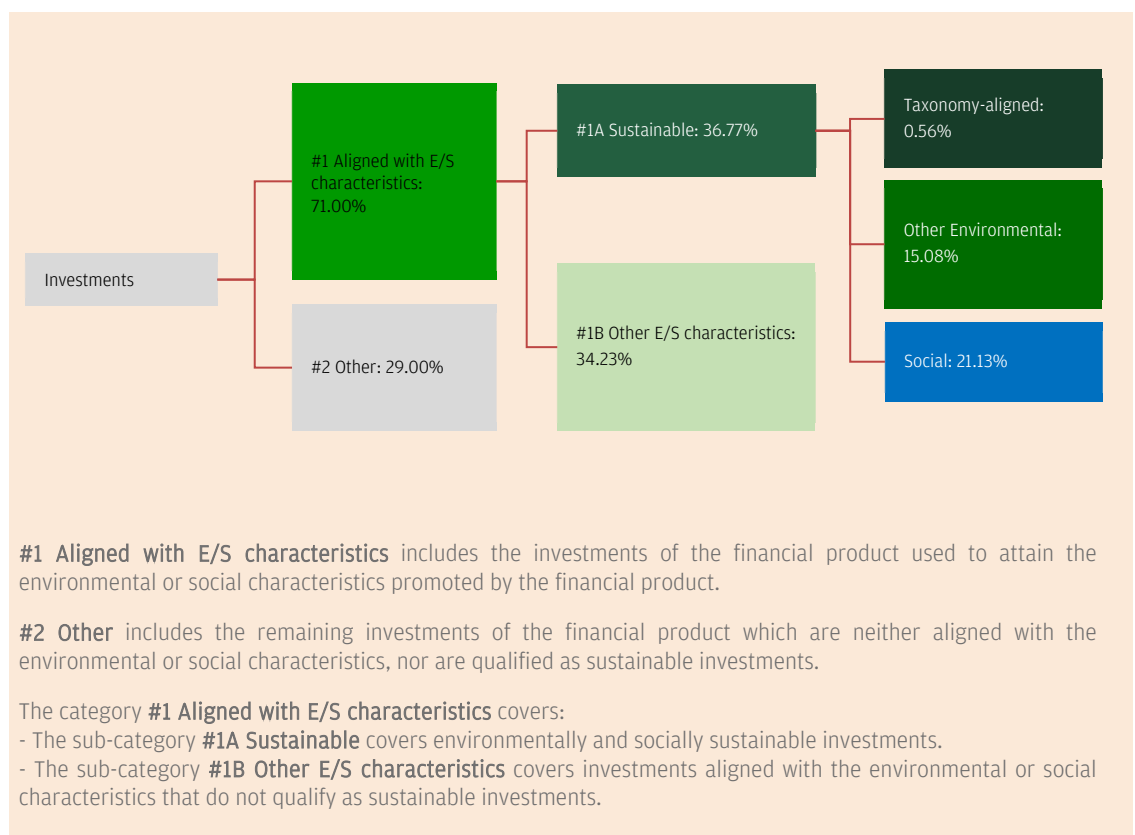 Investments
#1 Aligned with E/S
characteristics:
71.00%
#2 Other: 29.00%
#1A Sustainable: 36.77%
#1B Other E/S characteristics:
34.23%
Taxonomy-aligned:
0.56%
Other Environmental:
15.08%
Social: 21.13%
#1 Aligned with E/S characteristics includes the investments of the financial product used to attain the
environmental or social characteristics promoted by the financial product.
#2 Other includes the remaining investments of the financial product which are neither aligned with the
environmental or social characteristics, nor are qualified as sustainable investments.
The category #1 Aligned with E/S characteristics covers:
- The sub-category #1A Sustainable covers environmentally and socially sustainable investments.
- The sub-category #1B Other E/S characteristics covers investments aligned with the environmental or social
characteristics that do not qualify as sustainable investments.